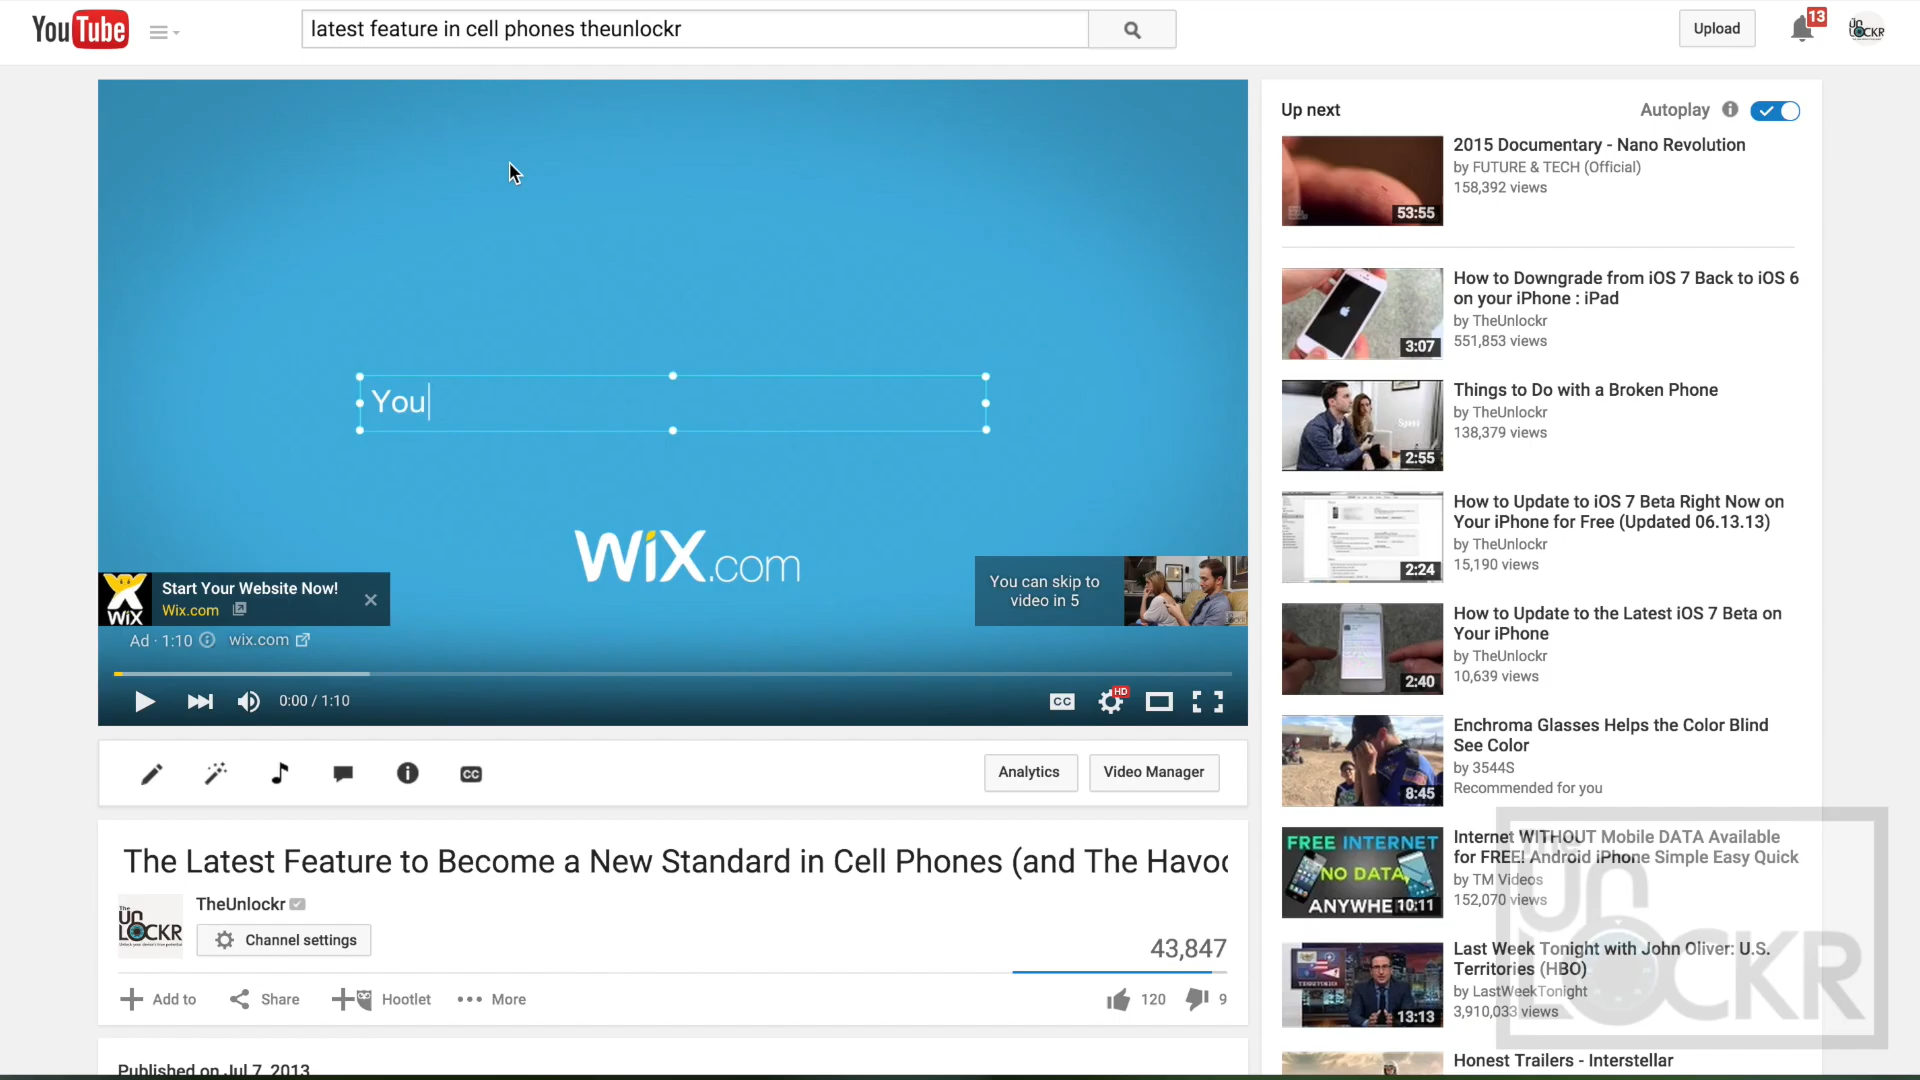 YouTube
latest feature in cell phones theunlockr
Upload
13
UN
LOCKR
You
WiX.com
WiX
Start Your Website Now!
Wix.com
You can skip to
video in 5
Ad · 1:10
wix.com
0:00 / 1:10
CC
HD
CC
Analytics
Video Manager
The Latest Feature to Become a New Standard in Cell Phones (and The Havoc
The
UN
LOCKR
TheUnlockr
Channel settings
43,847
Add to
Share
Hootlet
More
120
9
Published on Jul 7, 2013
Up next
Autoplay
53:55
2015 Documentary - Nano Revolution
by FUTURE & TECH (Official)
158,392 views
3:07
How to Downgrade from iOS 7 Back to iOS 6
on your iPhone : iPad
by TheUnlockr
551,853 views
2:55
Things to Do with a Broken Phone
by TheUnlockr
138,379 views
2:24
How to Update to iOS 7 Beta Right Now on
Your iPhone for Free (Updated 06.13.13)
by TheUnlockr
15,190 views
2:40
How to Update to the Latest iOS 7 Beta on
Your iPhone
by TheUnlockr
10,639 views
8:45
Enchroma Glasses Helps the Color Blind
See Color
by 3544S
Recommended for you
FREE INTERNET
NO DATA
ANYWHE
10:11
Internet WITHOUT Mobile DATA Available
for FREE! Android iPhone Simple Easy Quick
by TM Videos
152,070 views
13:13
Last Week Tonight with John Oliver: U.S.
Territories (HBO)
by LastWeekTonight
3,910,033 views
Honest Trailers - Interstellar
UN
LOCKR